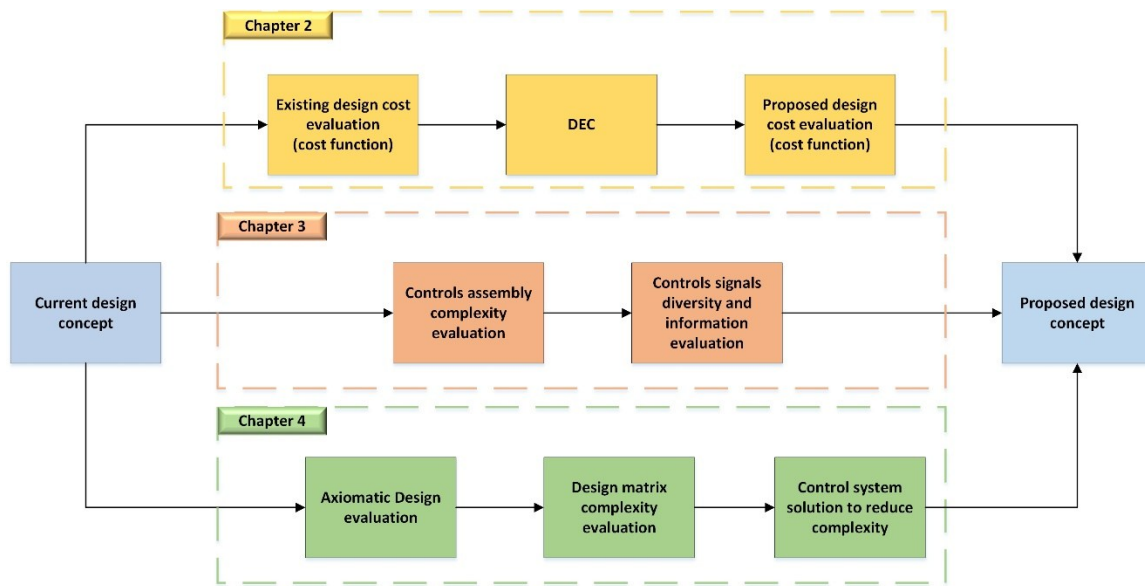 Chapter 2
Existing design cost
evaluation
(cost function)
DEC
Proposed design
cost evaluation
(cost function)
Chapter 3
Current design
concept
Controls assembly
complexity
evaluation
Controls signals
diversity and
information
evaluation
Proposed design
concept
Chapter 4
Axiomatic Design
evaluation
Design matrix
complexity
evaluation
Control system
solution to reduce
complexity